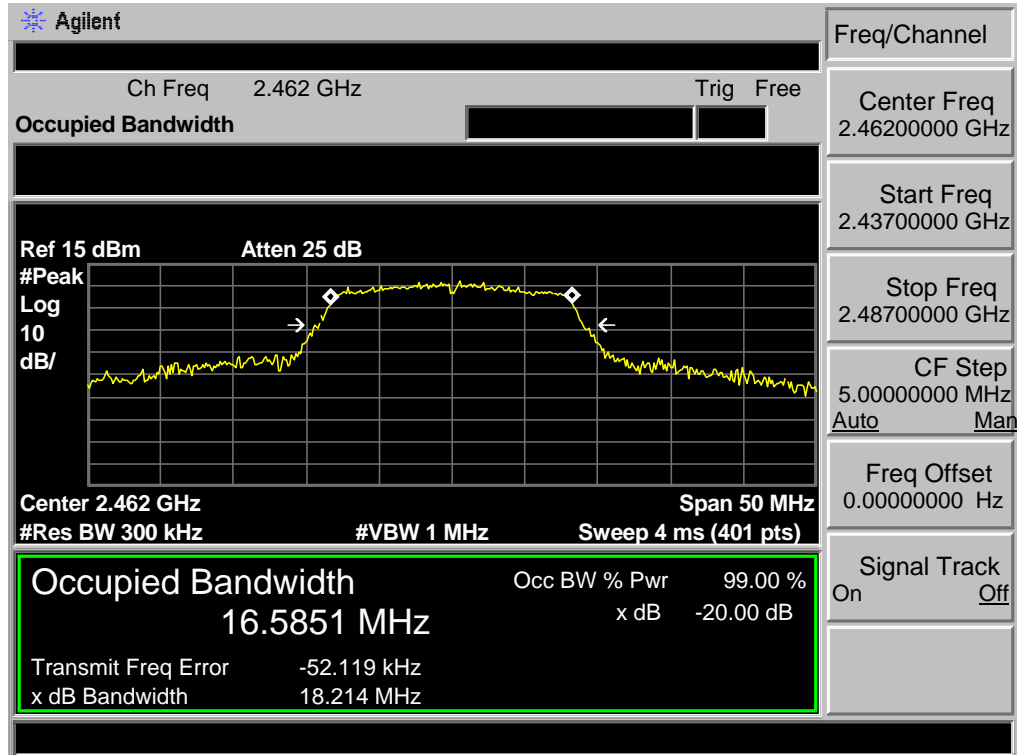 Agilent
Freq/Channel
Ch Freq 2.462 GHz Trig Free
Occupied Bandwidth
Center Freq
2.46200000 GHz
Start Freq
2.43700000 GHz
Stop Freq
2.48700000 GHz
CF Step
5.00000000 MHz
Auto Man
Freq Offset
0.00000000 Hz
Signal Track
On Off
Ref 15 dBm Atten 25 dB
#Peak
Log
10
dB/
Center 2.462 GHz Span 50 MHz
#Res BW 300 kHz #VBW 1 MHz Sweep 4 ms (401 pts)
Occupied Bandwidth
16.5851 MHz
Occ BW % Pwr 99.00 %
x dB -20.00 dB
Transmit Freq Error -52.119 kHz
x dB Bandwidth 18.214 MHz